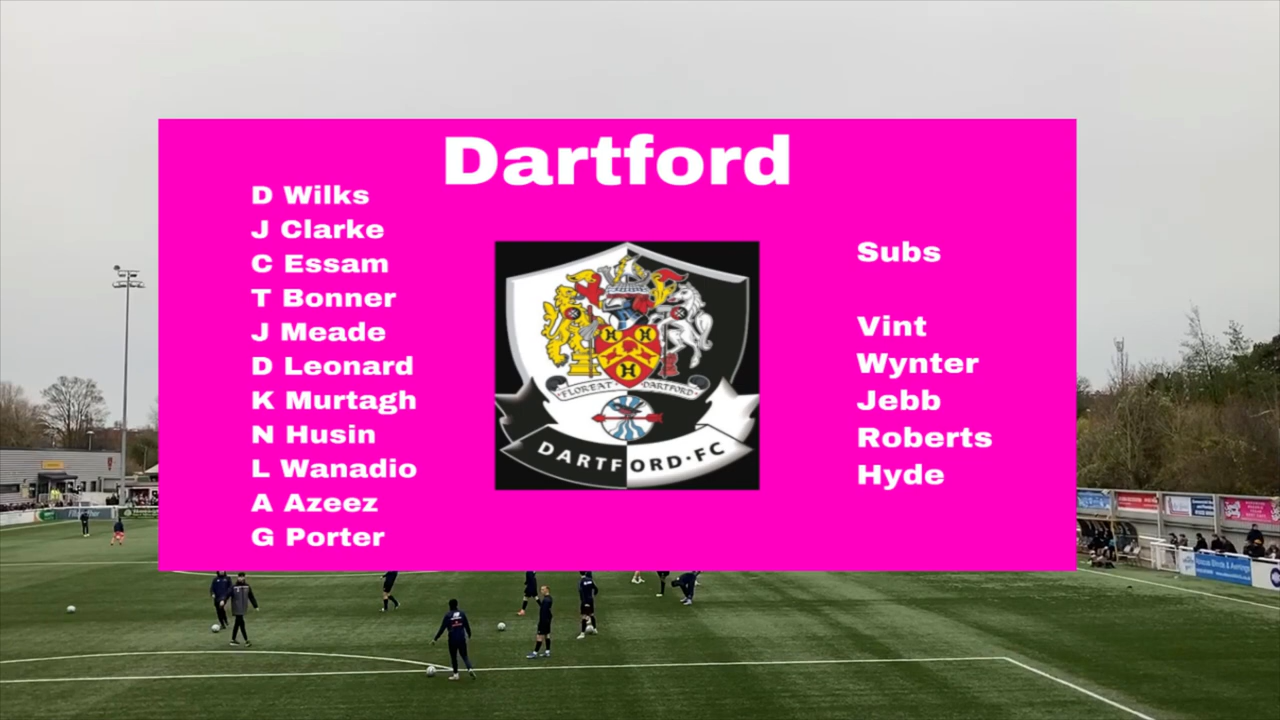 Dartford
D Wilks
J Clarke
C Essam
T Bonner
J Meade
D Leonard
K Murtagh
N Husin
L Wanadio
A Azeez
G Porter
FLOREAT DARTFORD
DARTFORD·FC
Subs
Vint
Wynter
Jebb
Roberts
Hyde